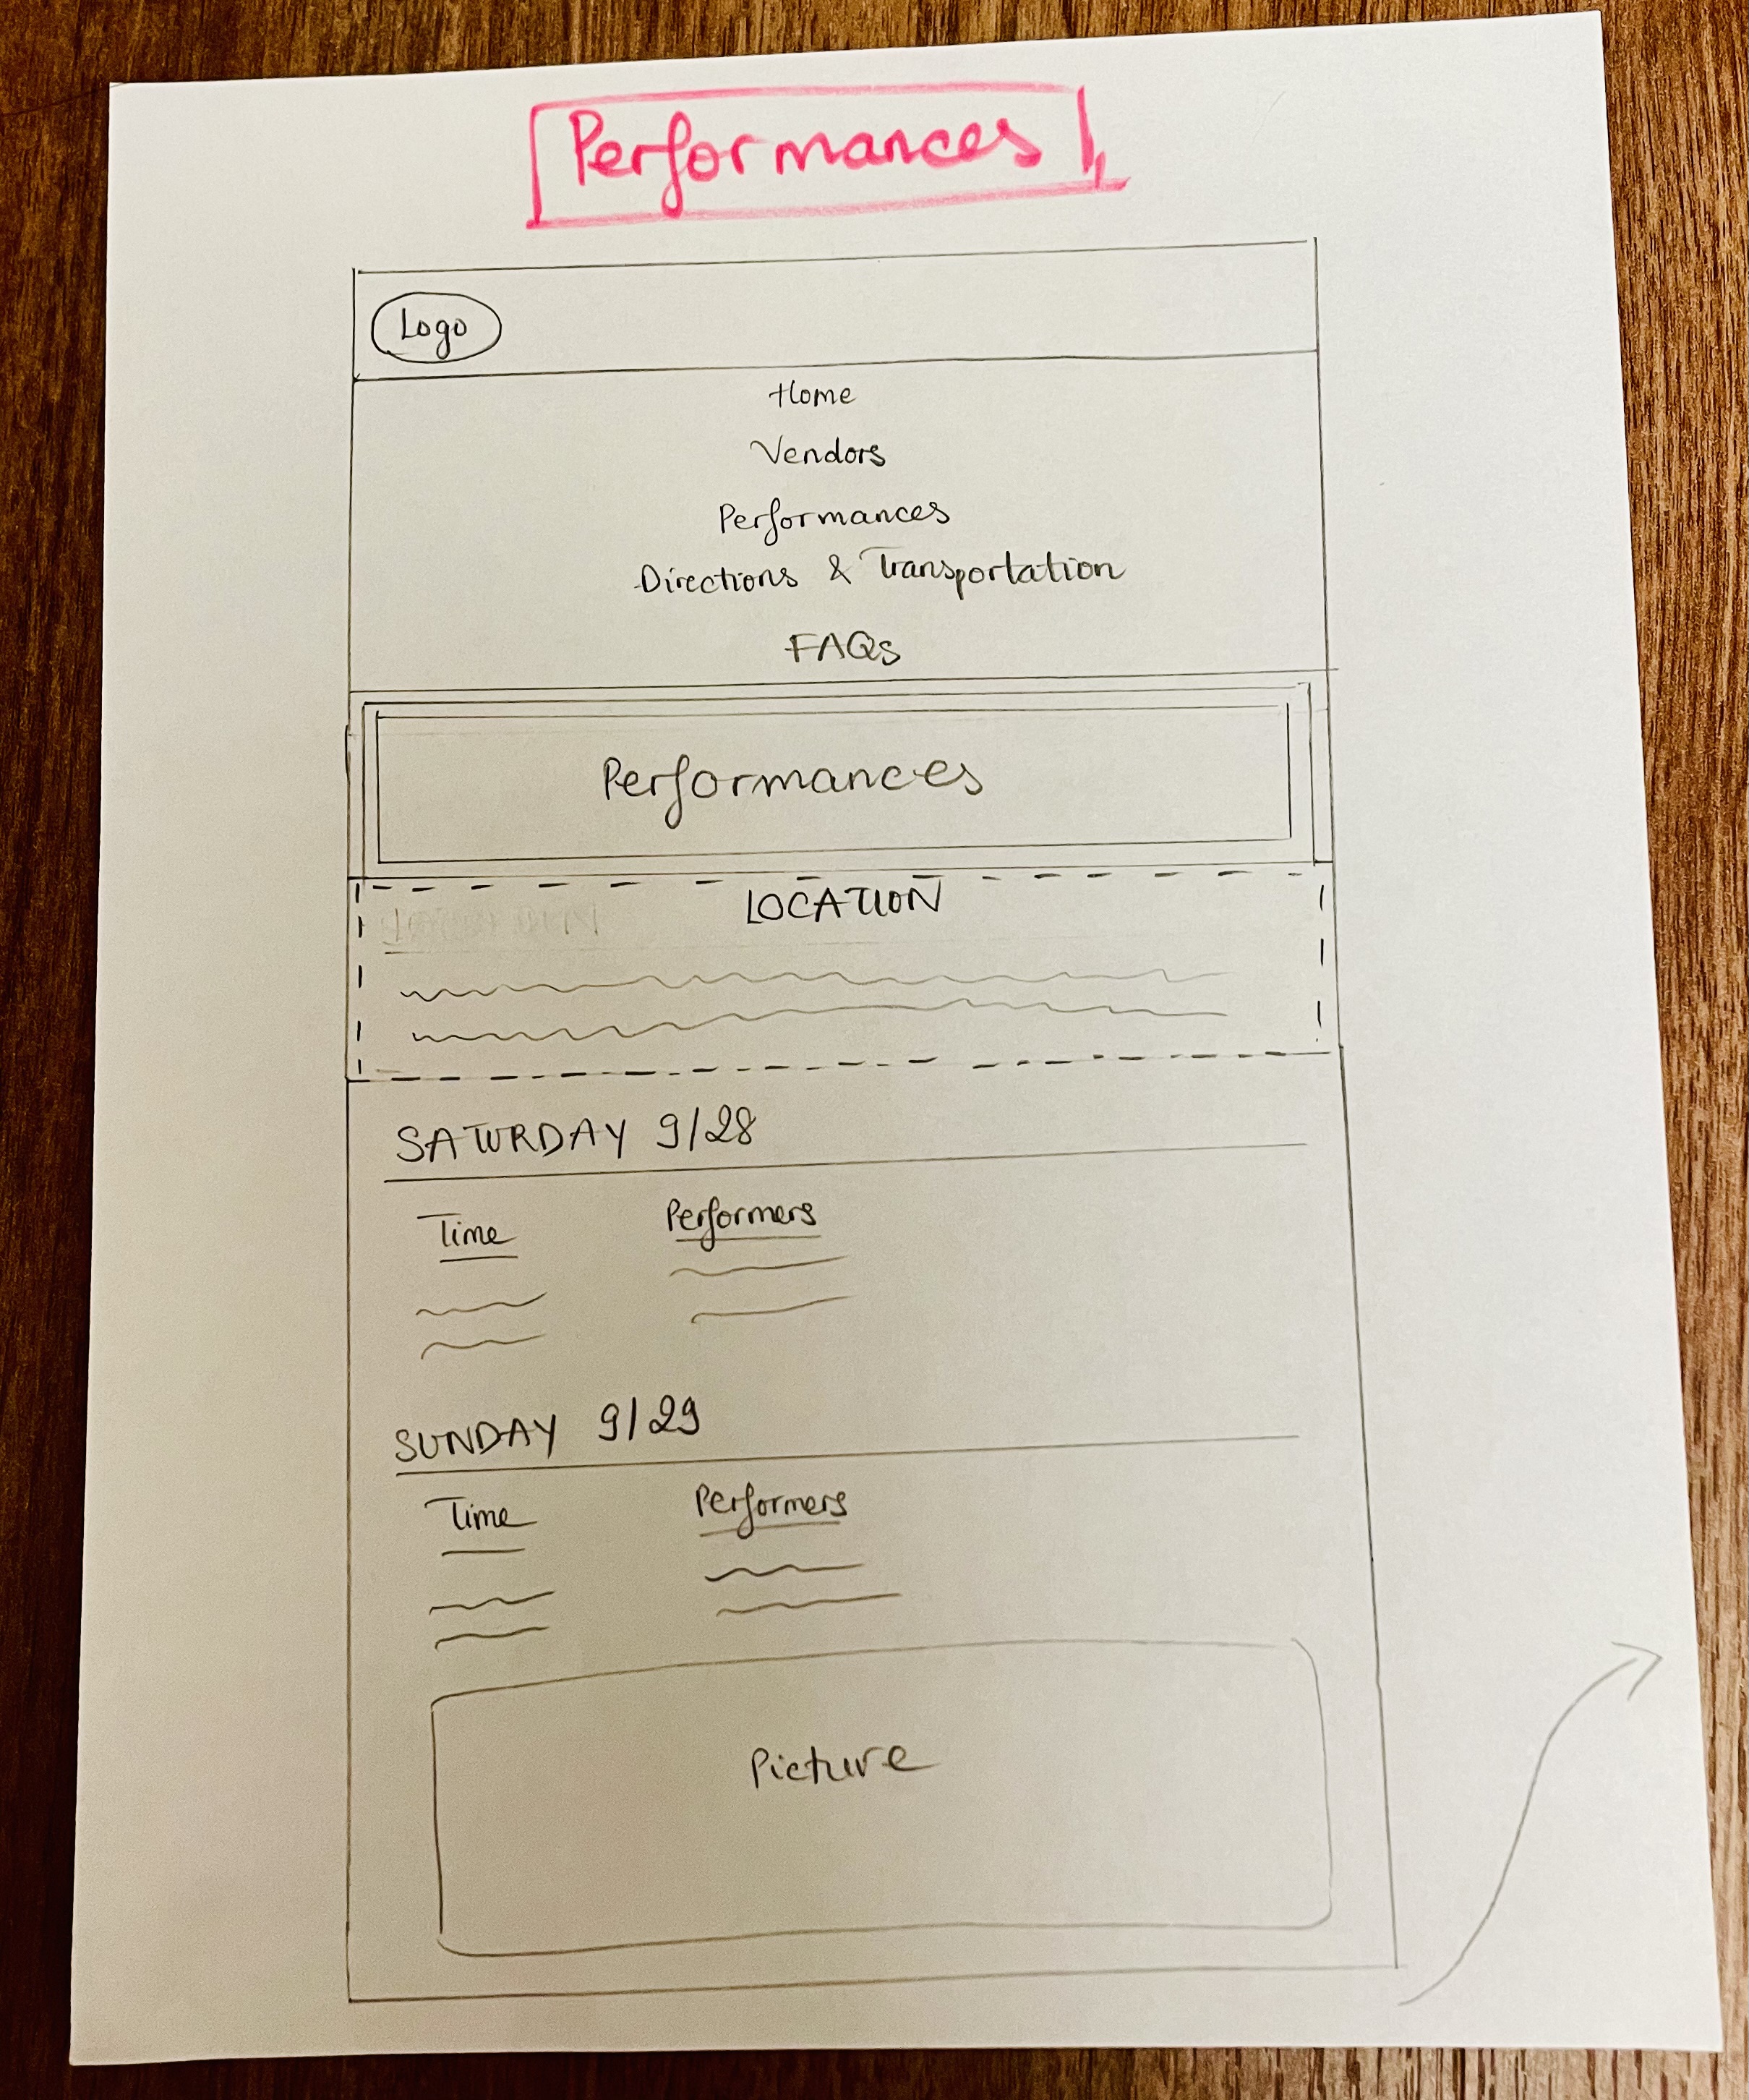 Performances
Logo
Home
Vendors
Performances
Directions & Transportation
FAQs
Performances
LOCATION
SATURDAY 9/28
Time Performers
SUNDAY 9/29
Time Performers
Picture